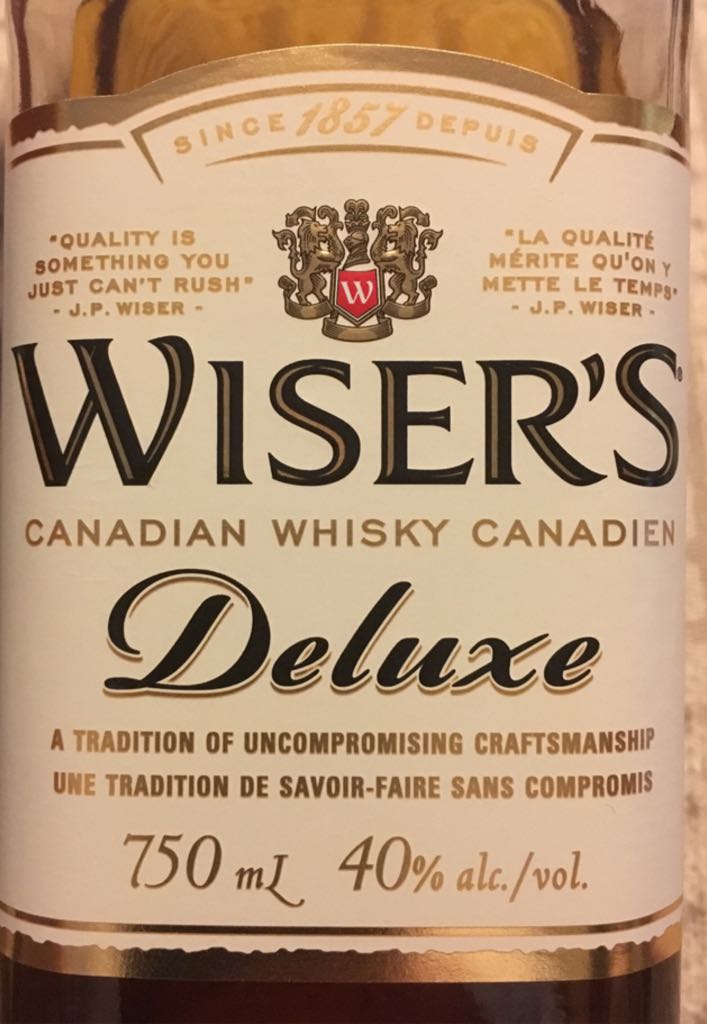 SINCE 1857 DEPUIS
"QUALITY IS
SOMETHING YOU
JUST CAN'T RUSH"
- J.P. WISER -
"LA QUALITÉ
MÉRITE QU'ON Y
METTE LE TEMPS"
- J.P. WISER -
W
WISER'S®
CANADIAN WHISKY CANADIEN
Deluxe
A TRADITION OF UNCOMPROMISING CRAFTSMANSHIP
UNE TRADITION DE SAVOIR-FAIRE SANS COMPROMIS
750 mL 40% alc./vol.